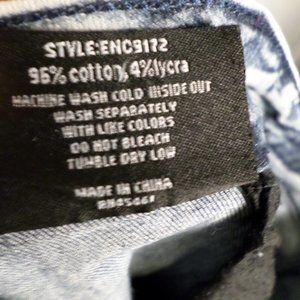 STYLE:ENC9172
96% cotton, 4%lycra
MACHINE WASH COLD INSIDE OUT
WASH SEPARATELY
WITH LIKE COLORS
DO NOT BLEACH
TUMBLE DRY LOW
MADE IN CHINA